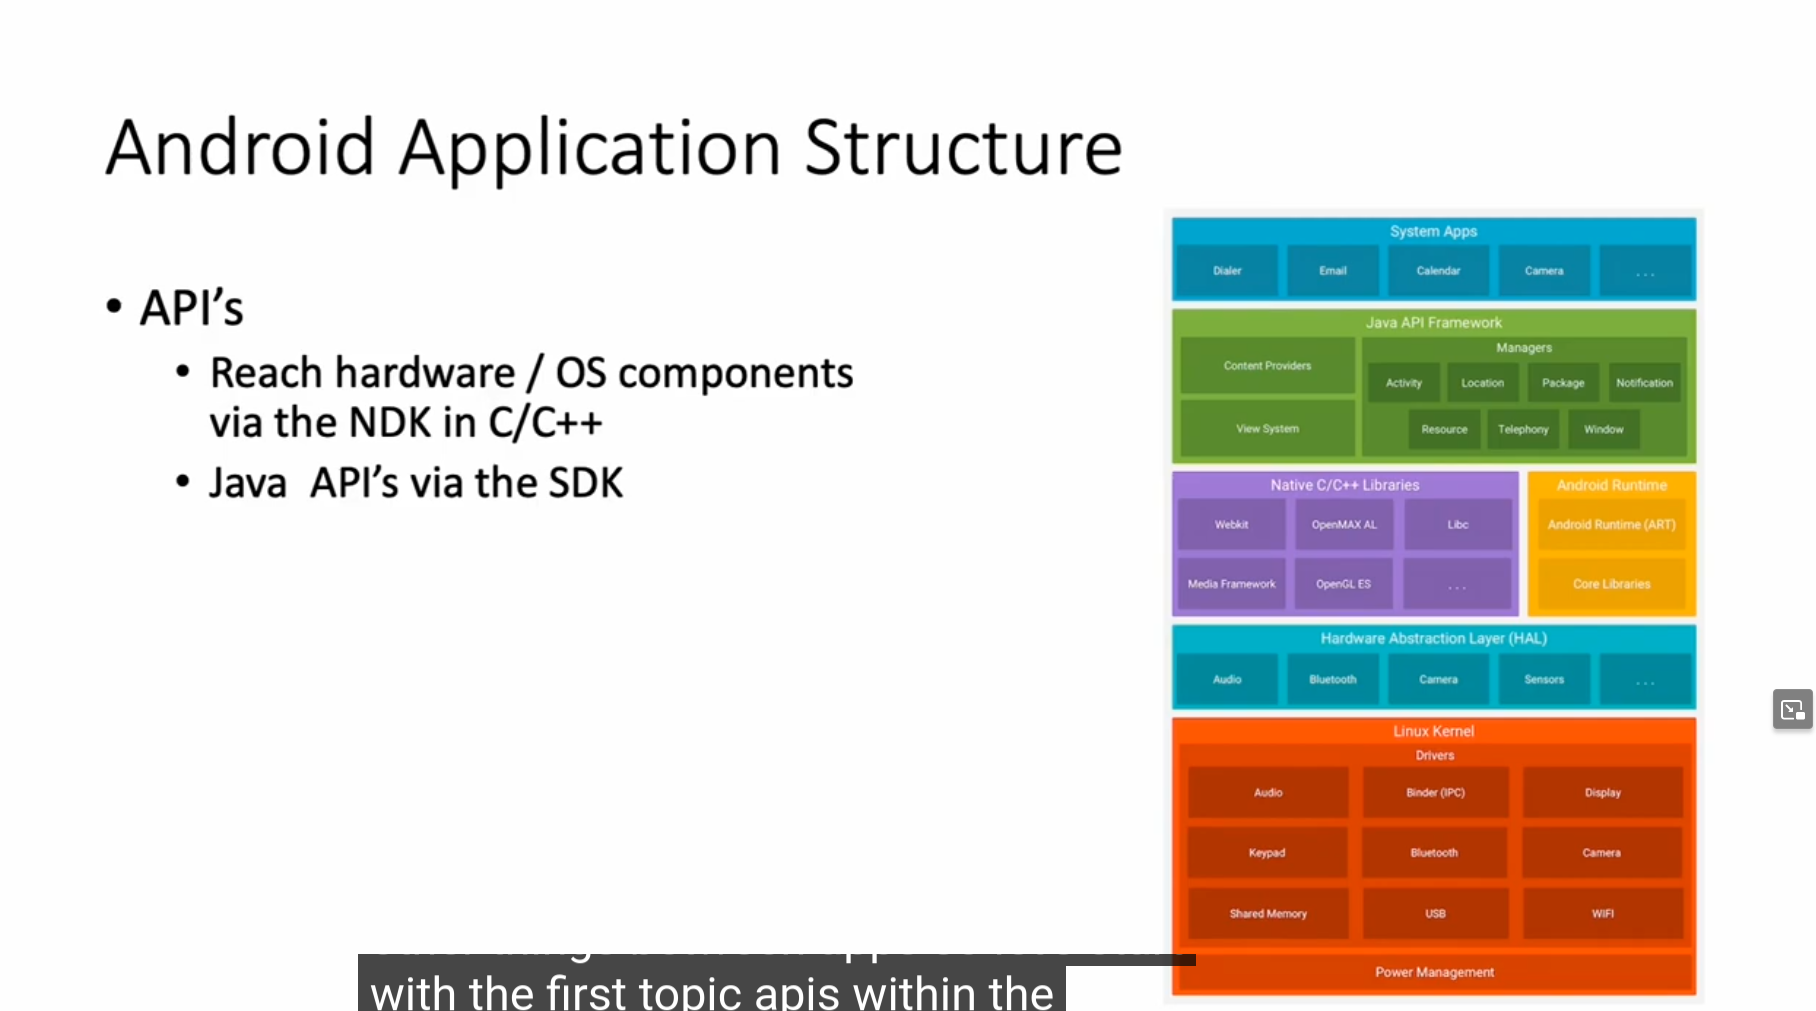 Android Application Structure
• API's
• Reach hardware / OS components
via the NDK in C/C++
• Java API's via the SDK
System Apps
Dialer Email Calendar Camera ...
Java API Framework
Content Providers
View System
Managers
Activity Location Package Notification
Resource Telephony Window
Native C/C++ Libraries
Webkit OpenMAX AL Libc
Media Framework OpenGL ES ...
Android Runtime
Android Runtime (ART)
Core Libraries
Hardware Abstraction Layer (HAL)
Audio Bluetooth Camera Sensors ...
Linux Kernel
Drivers
Audio Binder (IPC) Display
Keypad Bluetooth Camera
Shared Memory USB WIFI
Power Management
with the first topic apis within the